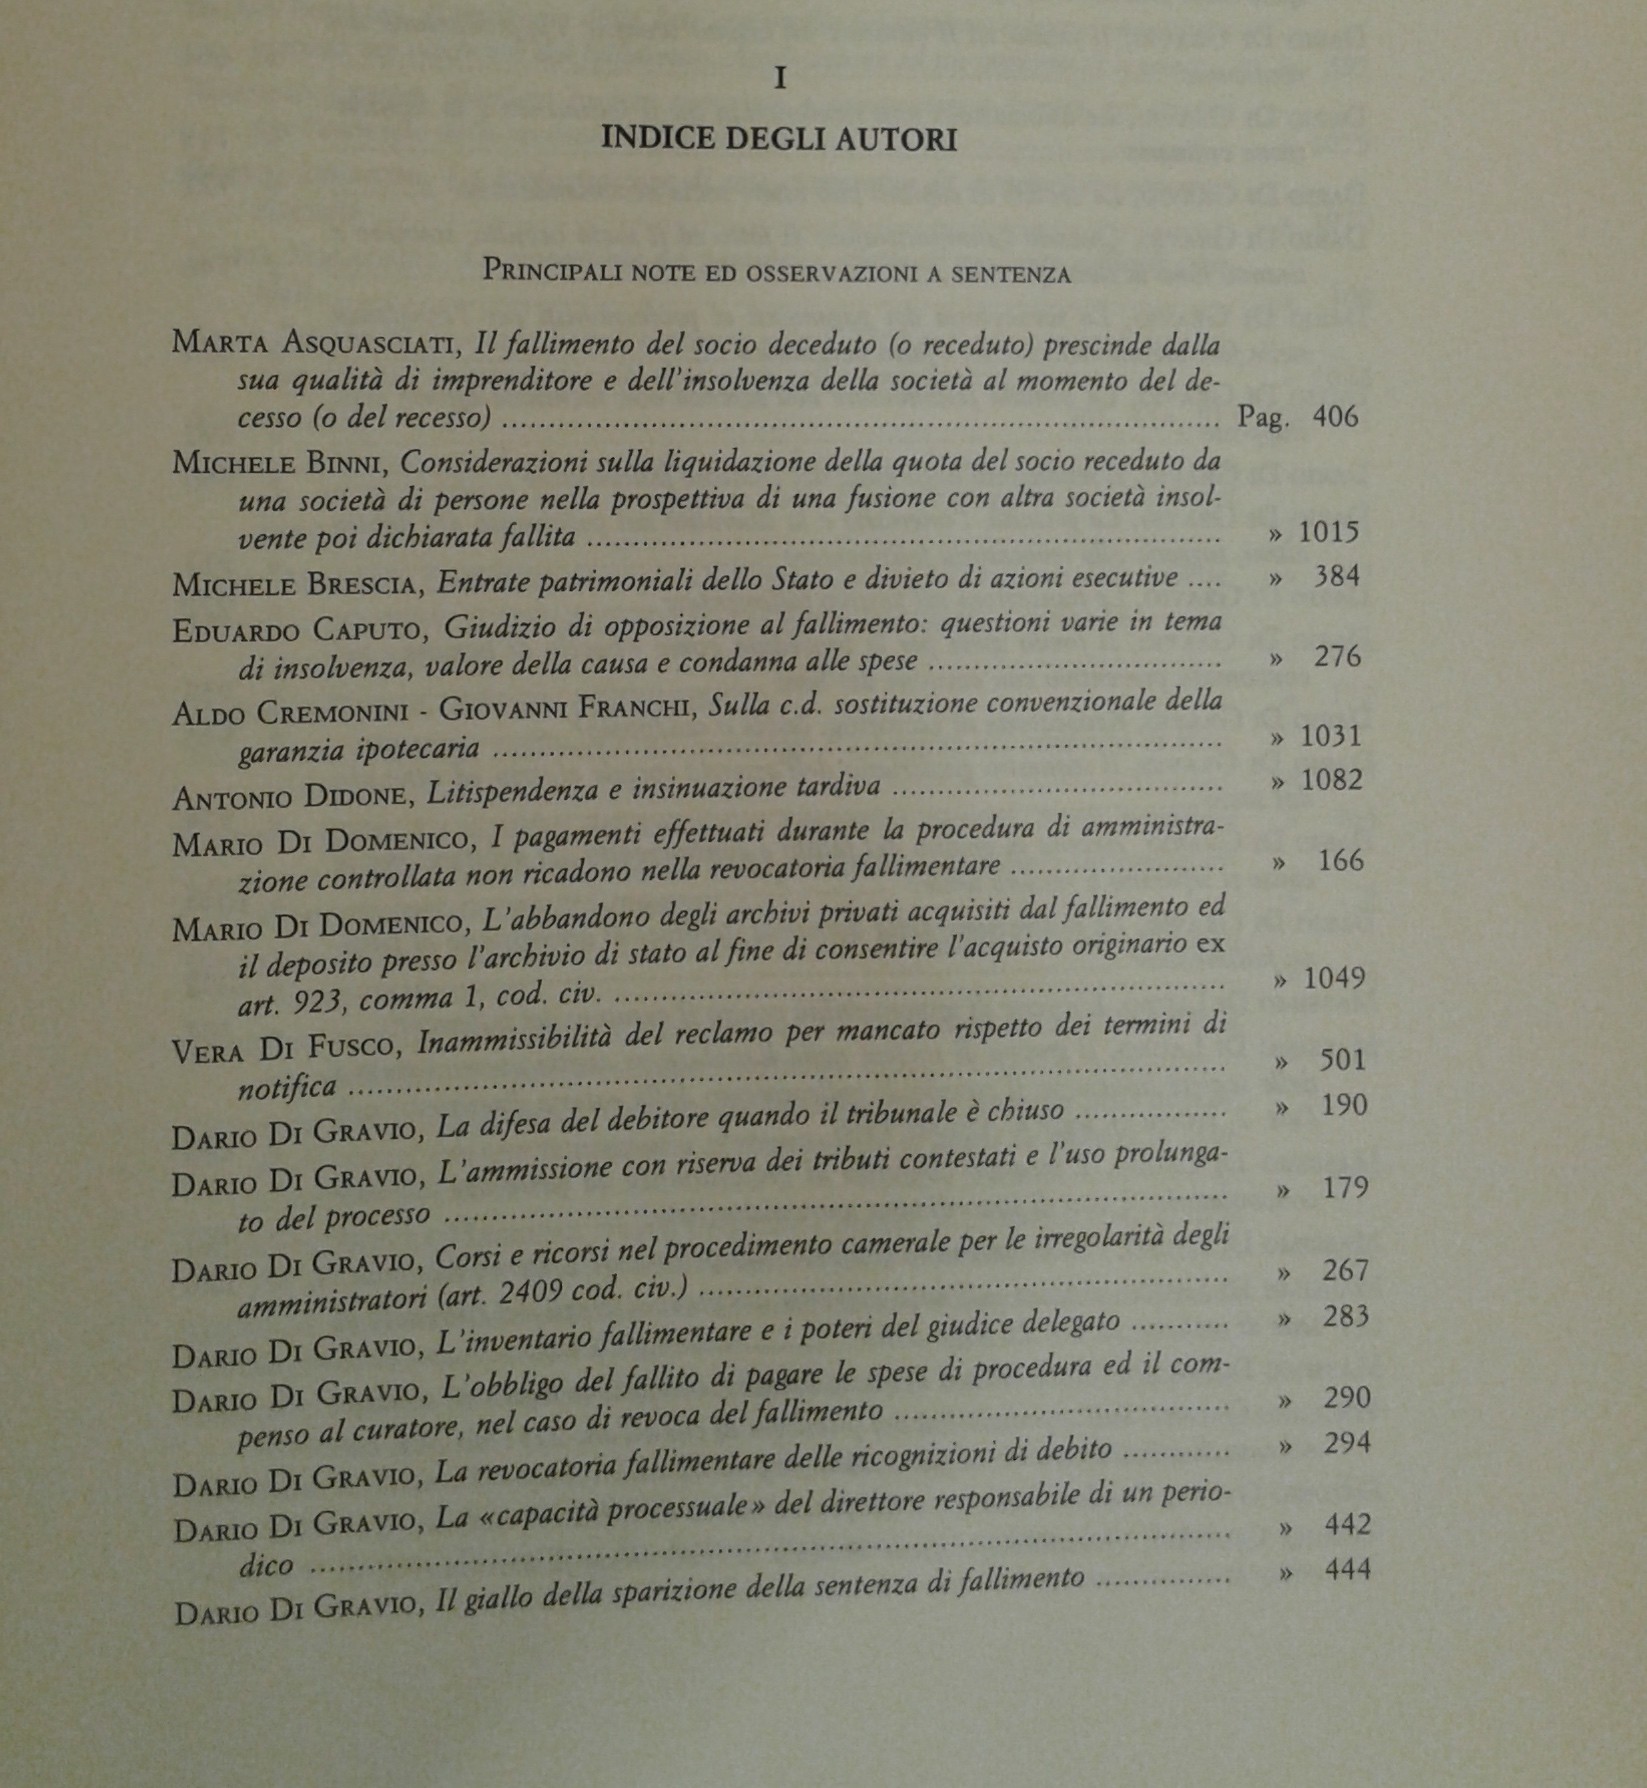 I
INDICE DEGLI AUTORI
PRINCIPALI NOTE ED OSSERVAZIONI A SENTENZA
MARTA ASQUASCIATI, Il fallimento del socio deceduto (o receduto) prescinde dalla
sua qualità di imprenditore e dell'insolvenza della società al momento del de-
cesso (o del recesso) ........................................ Pag. 406
MICHELE BINNI, Considerazioni sulla liquidazione della quota del socio receduto da
una società di persone nella prospettiva di una fusione con altra società insol-
vente poi dichiarata fallita ........................................ » 1015
MICHELE BRESCIA, Entrate patrimoniali dello Stato e divieto di azioni esecutive .... » 384
EDUARDO CAPUTO, Giudizio di opposizione al fallimento: questioni varie in tema
di insolvenza, valore della causa e condanna alle spese .................... » 276
ALDO CREMONINI - GIOVANNI FRANCHI, Sulla c.d. sostituzione convenzionale della
garanzia ipotecaria ........................................ » 1031
ANTONIO DIDONE, Litispendenza e insinuazione tardiva .................... » 1082
MARIO DI DOMENICO, I pagamenti effettuati durante la procedura di amministra-
zione controllata non ricadono nella revocatoria fallimentare .................... » 166
MARIO DI DOMENICO, L'abbandono degli archivi privati acquisiti dal fallimento ed
il deposito presso l'archivio di stato al fine di consentire l'acquisto originario ex
art. 923, comma 1, cod. civ. ........................................ » 1049
VERA DI FUSCO, Inammissibilità del reclamo per mancato rispetto dei termini di
notifica ........................................ » 501
DARIO DI GRAVIO, La difesa del debitore quando il tribunale è chiuso .................. » 190
DARIO DI GRAVIO, L'ammissione con riserva dei tributi contestati e l'uso prolunga-
to del processo ........................................ » 179
DARIO DI GRAVIO, Corsi e ricorsi nel procedimento camerale per le irregolarità degli
amministratori (art. 2409 cod. civ.) ........................................ » 267
DARIO DI GRAVIO, L'inventario fallimentare e i poteri del giudice delegato ........... » 283
DARIO DI GRAVIO, L'obbligo del fallito di pagare le spese di procedura ed il com-
penso al curatore, nel caso di revoca del fallimento .................... » 290
DARIO DI GRAVIO, La revocatoria fallimentare delle ricognizioni di debito ............ » 294
DARIO DI GRAVIO, La «capacità processuale» del direttore responsabile di un perio-
dico ........................................ » 442
DARIO DI GRAVIO, Il giallo della sparizione della sentenza di fallimento ............... » 444